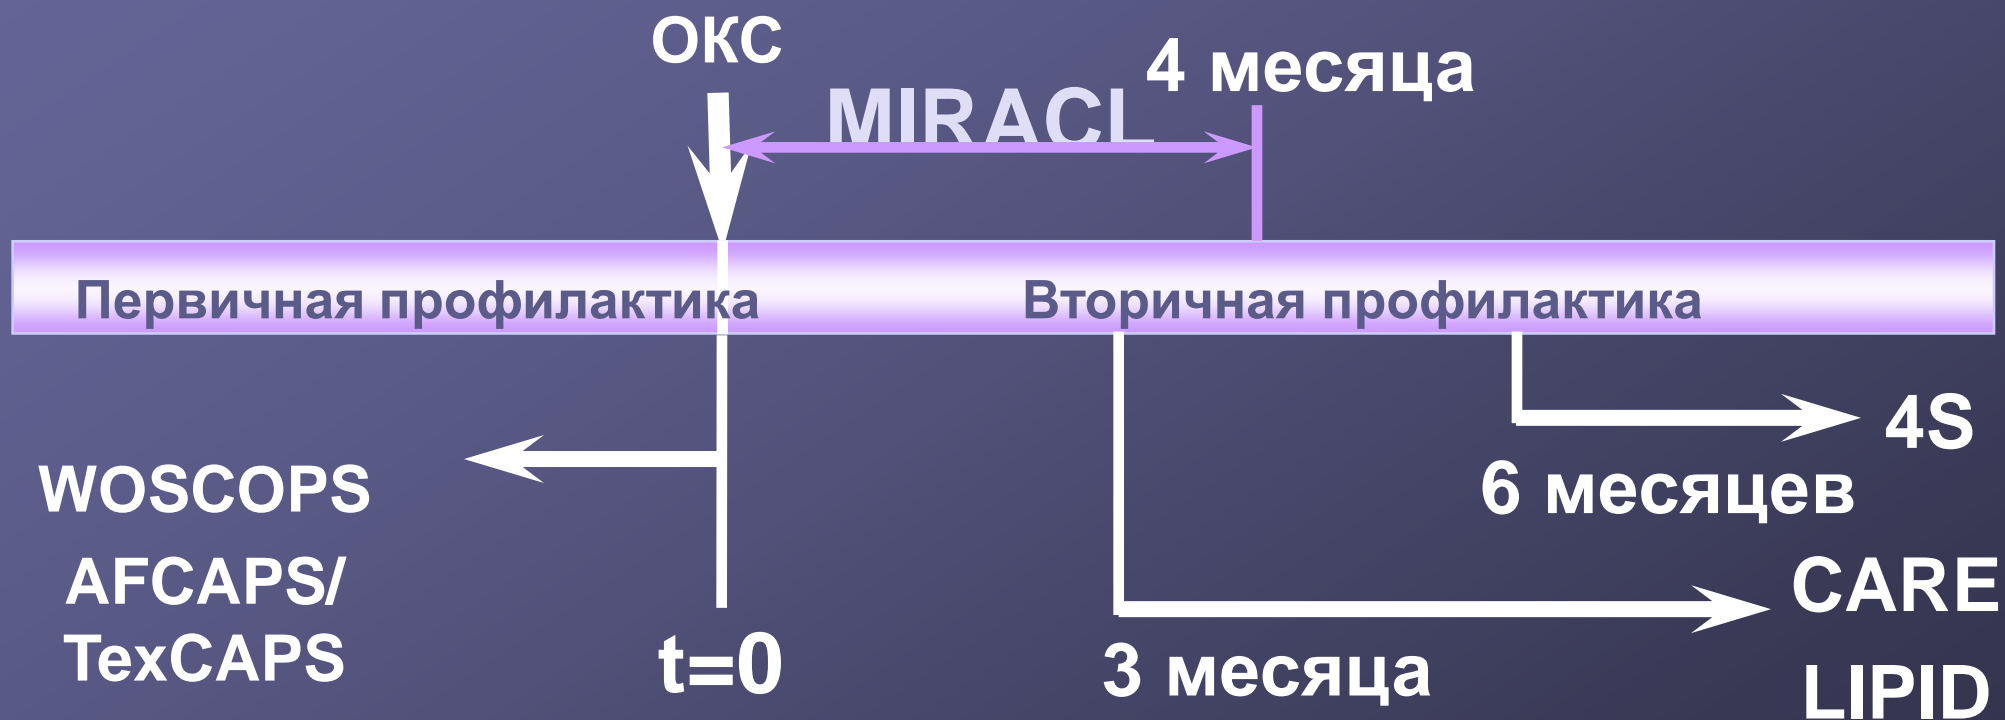 ОКС
4 месяца
MIRACL
Первичная профилактика
Вторичная профилактика
4S
WOSCOPS
6 месяцев
AFCAPS/
TexCAPS
CARE
t=0
3 месяца
LIPID